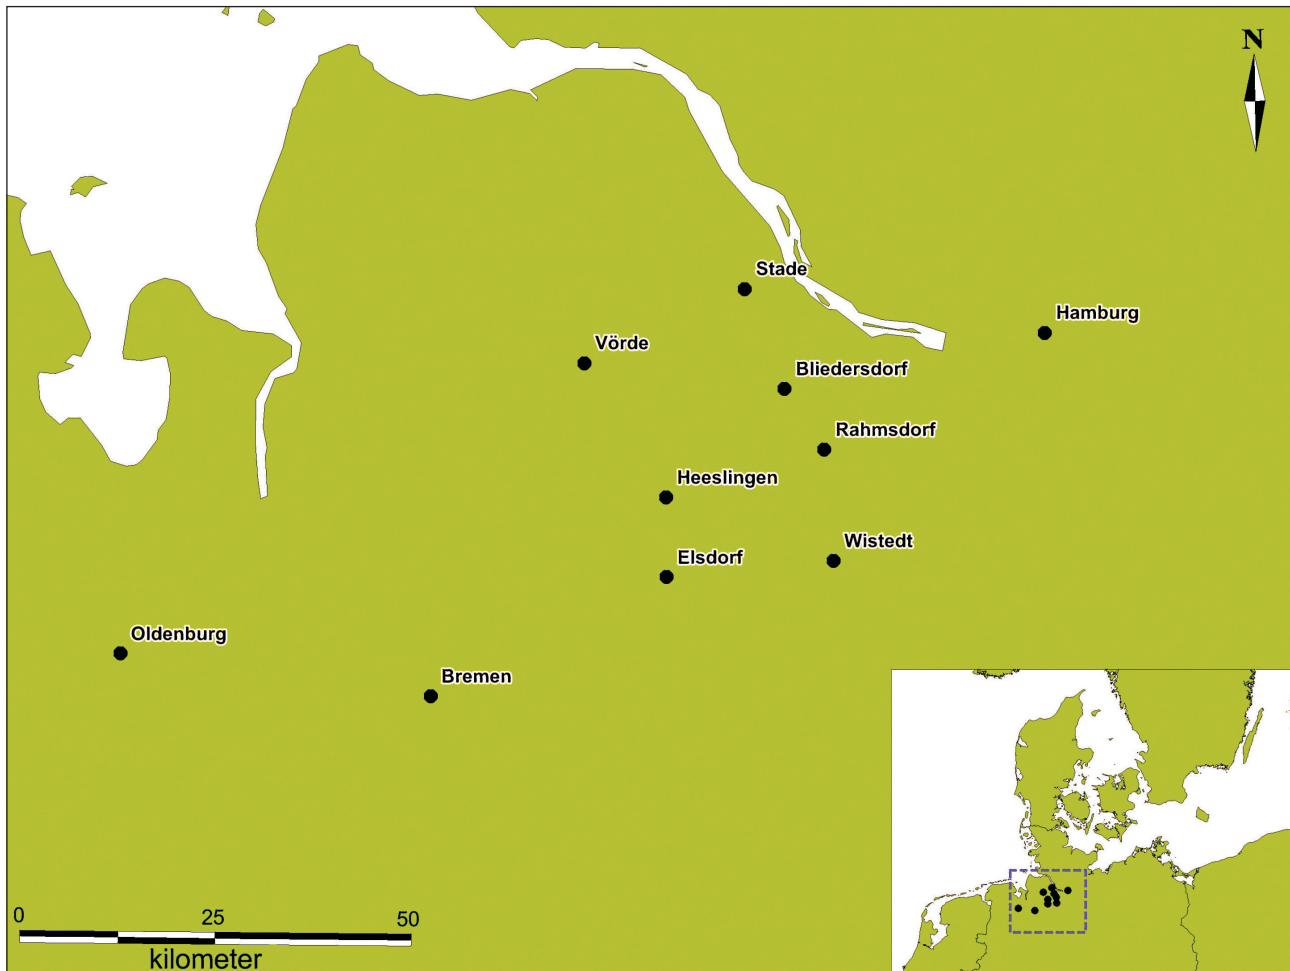 N
Stade
Hamburg
Vörde
Bliedersdorf
Rahmsdorf
Heeslingen
Wistedt
Elsdorf
Oldenburg
Bremen
0 25 50
kilometer